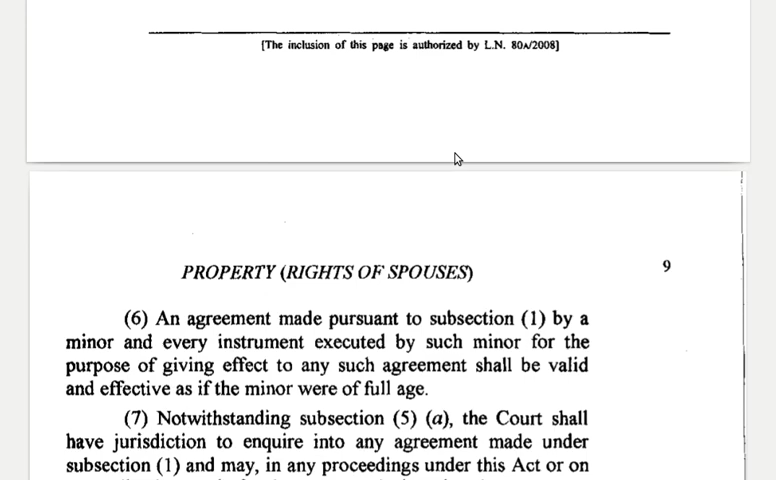 [The inclusion of this page is authorized by L.N. 80A/2008]
PROPERTY (RIGHTS OF SPOUSES)
9
(6) An agreement made pursuant to subsection (1) by a
minor and every instrument executed by such minor for the
purpose of giving effect to any such agreement shall be valid
and effective as if the minor were of full age.
(7) Notwithstanding subsection (5) (a), the Court shall
have jurisdiction to enquire into any agreement made under
subsection (1) and may, in any proceedings under this Act or on